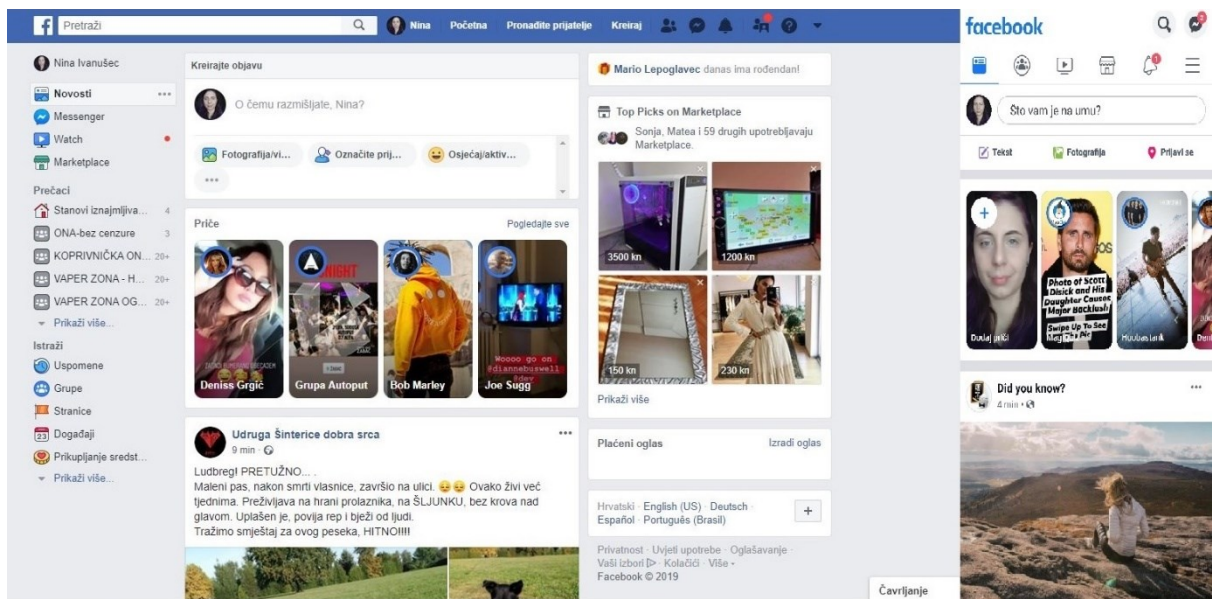 Pretraži
Nina
Početna
Pronađite prijatelje
Kreiraj
Nina Ivanušec
Novosti
Messenger
Watch
Marketplace
Prečaci
Stanovi iznajmljiva... 4
ONA-bez cenzure 3
KOPRIVNIČKA ON... 20+
VAPER ZONA - H... 20+
VAPER ZONA OG... 20+
Prikaži više...
Istraži
Uspomene
Grupe
Stranice
Događaji
Prikupljanje sredst...
Prikaži više...
Kreirajte objavu
O čemu razmišljate, Nina?
Fotografija/vi...
Označite prij...
Osjećaj/aktiv...
Priče
Pogledajte sve
Deniss Grgić
NIGHT
Grupa Autoput
Bob Marley
Woooo go on
@diannebuswell
@dev
Joe Sugg
Udruga Šinterice dobra srca
9 min
Ludbreg! PRETUŽNO... .
Maleni pas, nakon smrti vlasnice, završio na ulici. 😔😔 Ovako živi već
tjednima. Preživljava na hrani prolaznika, na ŠLJUNKU, bez krova nad
glavom. Uplašen je, povija rep i bježi od ljudi.
Tražimo smještaj za ovog peseka, HITNO!!!!
Mario Lepoglavec danas ima rođendan!
Top Picks on Marketplace
Sonja, Matea i 59 drugih upotrebljavaju
Marketplace.
3500 kn
1200 kn
150 kn
230 kn
Prikaži više
Plaćeni oglas
Izradi oglas
Hrvatski · English (US) · Deutsch ·
Español · Português (Brasil)
Privatnost · Uvjeti upotrebe · Oglašavanje ·
Vaši izbori · Kolačići · Više
Facebook © 2019
Čavrljanje
facebook
Što vam je na umu?
Tekst
Fotografija
Prijavi se
Dodaj priči
Photo of Scott
Disick and His
Daughter Causes
Major Backlash
Swipe Up To See
Hoobastank
Did you know?
4 min